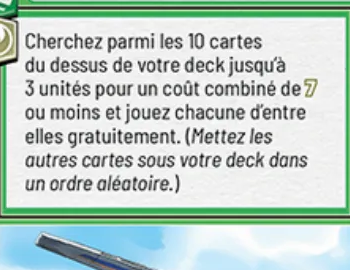 Cherchez parmi les 10 cartes
du dessus de votre deck jusqu'à
3 unités pour un coût combiné de 7
ou moins et jouez chacune d'entre
elles gratuitement. (Mettez les
autres cartes sous votre deck dans
un ordre aléatoire.)